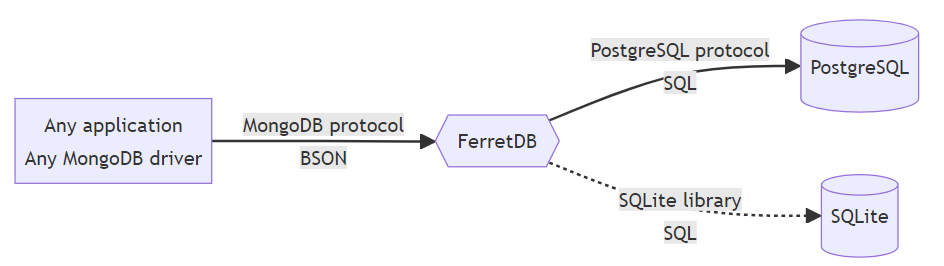 Any application
Any MongoDB driver
MongoDB protocol
BSON
FerretDB
PostgreSQL protocol
SQL
PostgreSQL
SQLite library
SQL
SQLite